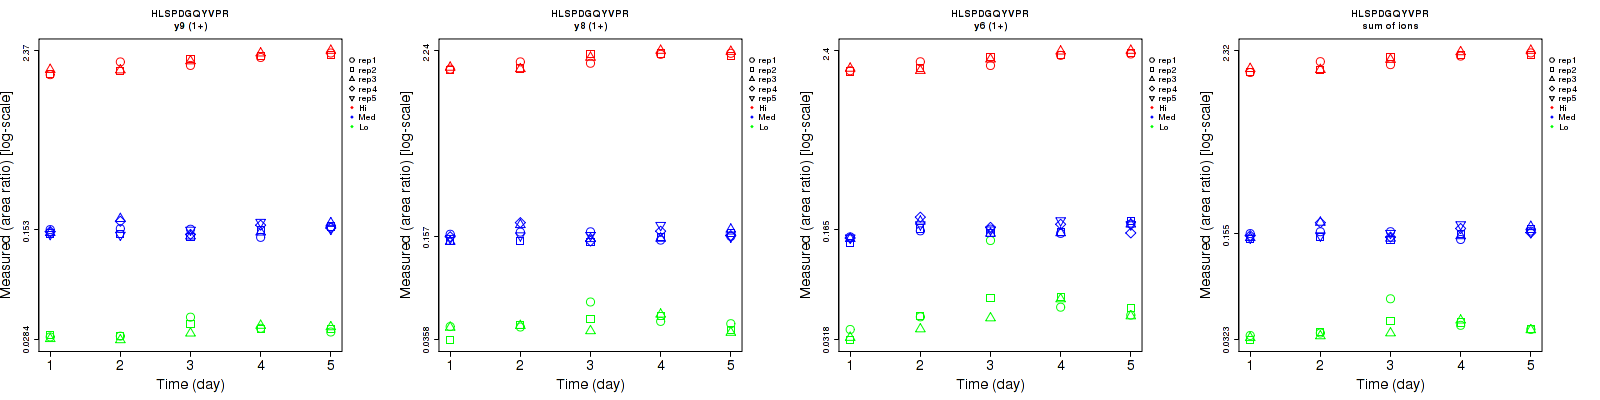 HLSPDGQYVPR
y9 (1+)
Measured (area ratio) [log-scale]
2.37
0.153
0.0284
1 2 3 4 5
Time (day)
rep1
rep2
rep3
rep4
rep5
Hi
Med
Lo
HLSPDGQYVPR
y8 (1+)
Measured (area ratio) [log-scale]
2.24
0.157
0.0358
1 2 3 4 5
Time (day)
rep1
rep2
rep3
rep4
rep5
Hi
Med
Lo
HLSPDGQYVPR
y6 (1+)
Measured (area ratio) [log-scale]
2.4
0.165
0.0318
1 2 3 4 5
Time (day)
rep1
rep2
rep3
rep4
rep5
Hi
Med
Lo
HLSPDGQYVPR
sum of ions
Measured (area ratio) [log-scale]
2.32
0.155
0.0323
1 2 3 4 5
Time (day)
rep1
rep2
rep3
rep4
rep5
Hi
Med
Lo